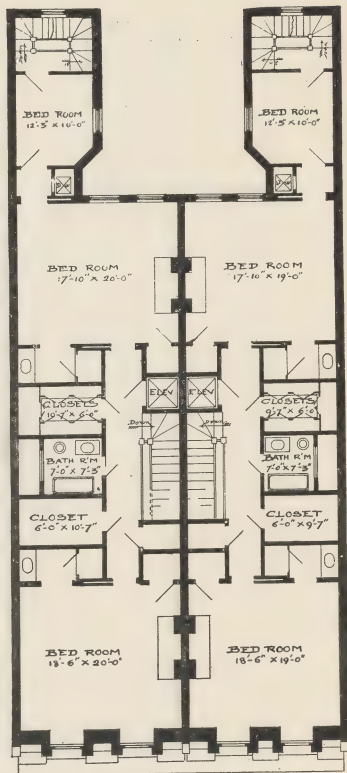 BED ROOM
12'-3" X 10'-0"
BED ROOM
12'-3" X 10'-0"
BED ROOM
17'-10" X 20'-0"
BED ROOM
17'-10" X 19'-0"
ELEV
ELEV
CLOSETS
10'-7" X 6'-0"
CLOSETS
9'-7" X 6'-0"
Down
Down
BATH R'M
7'-0" X 7'-3"
BATH R'M
7'-0" X 7'-3"
CLOSET
6'-0" X 10'-7"
CLOSET
6'-0" X 9'-7"
BED ROOM
18'-6" X 20'-0"
BED ROOM
18'-6" X 19'-0"